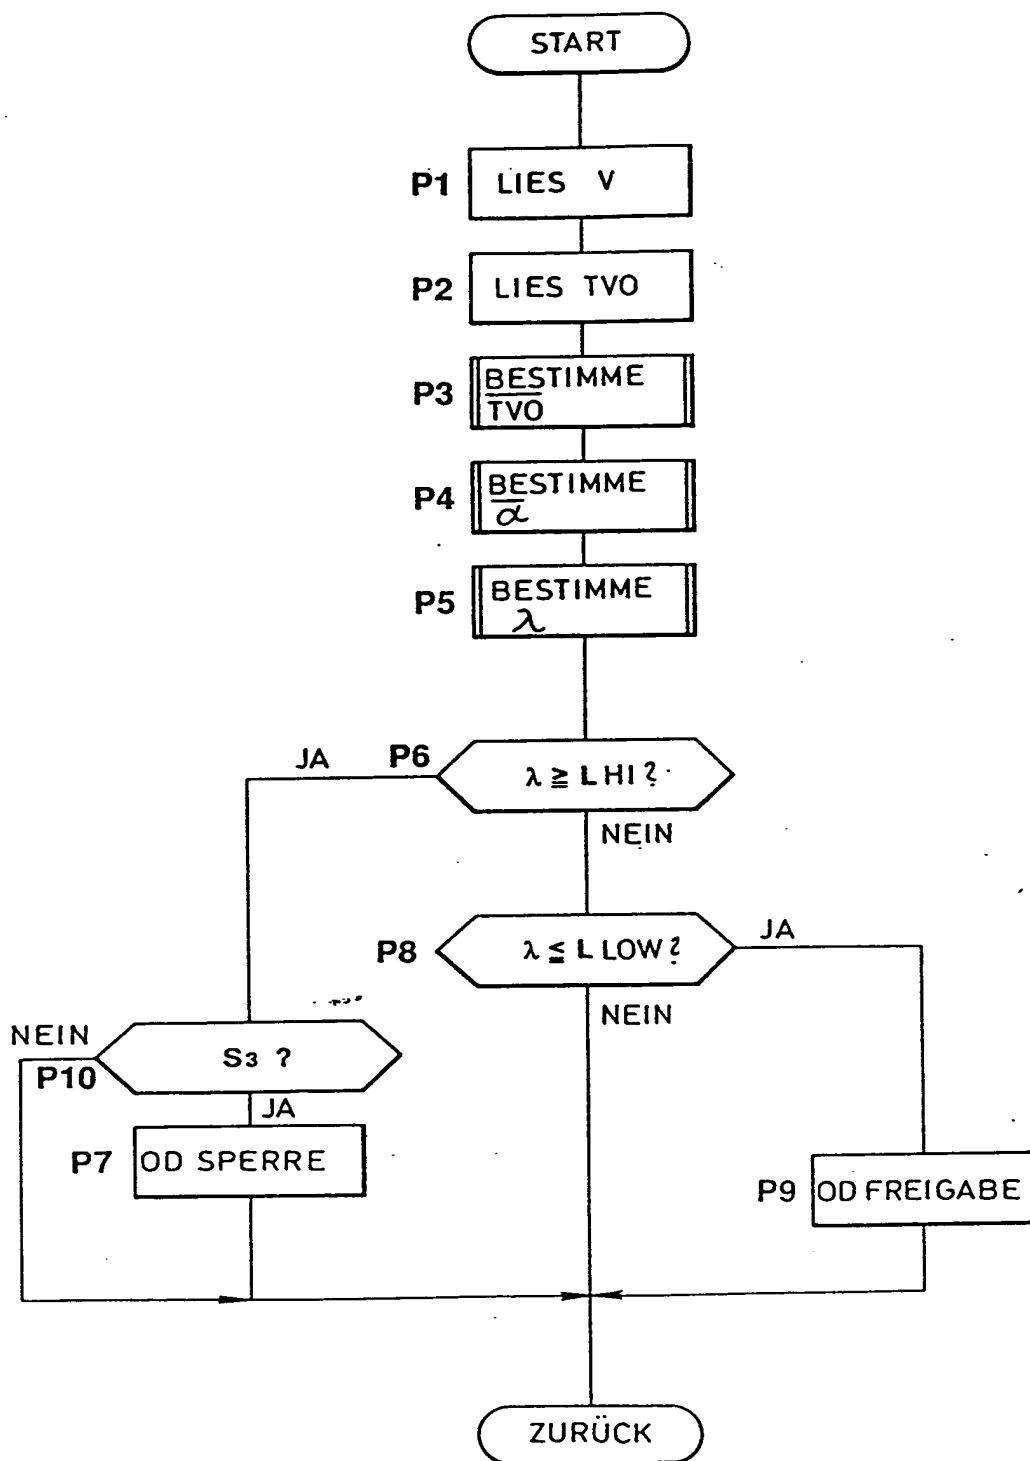 START
P1 LIES V
P2 LIES TVO
P3 BESTIMME
T̅V̅O̅
P4 BESTIMME
α̅
P5 BESTIMME
λ
JA P6 λ ≧ L HI ?
NEIN
P8 λ ≦ L LOW ? JA
NEIN
NEIN
P10 S3 ?
JA
P7 OD SPERRE
P9 OD FREIGABE
ZURÜCK